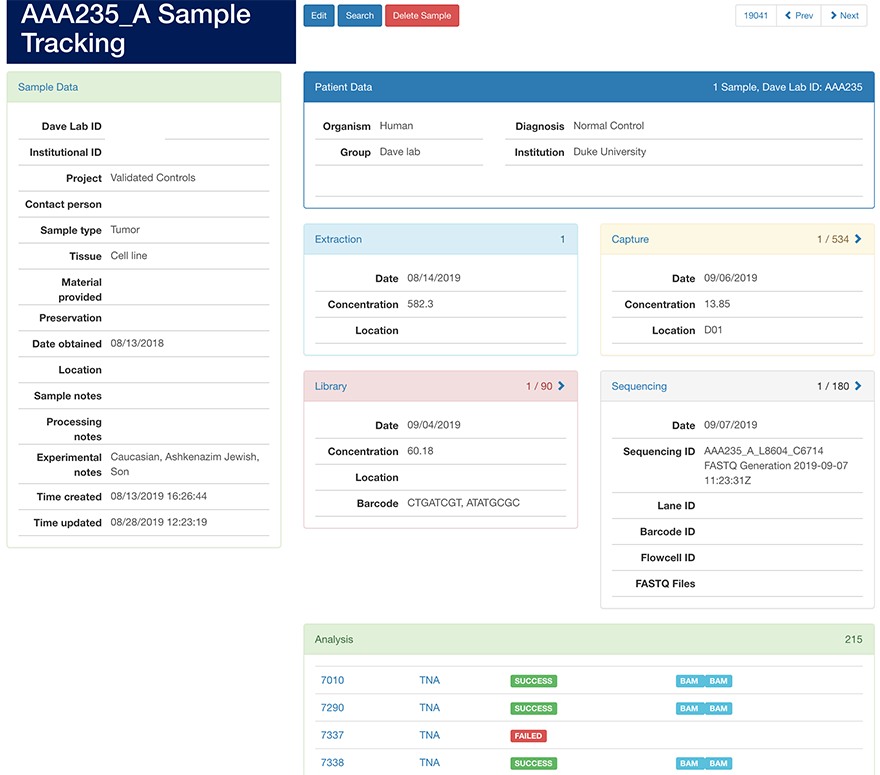 AAA235_A Sample
Tracking
Edit Search Delete Sample
19041 Prev Next
Sample Data
Dave Lab ID
Institutional ID
Project Validated Controls
Contact person
Sample type Tumor
Tissue Cell line
Material
provided
Preservation
Date obtained 08/13/2018
Location
Sample notes
Processing
notes
Experimental Caucasian, Ashkenazim Jewish,
notes Son
Time created 08/13/2019 16:26:44
Time updated 08/28/2019 12:23:19
Patient Data 1 Sample, Dave Lab ID: AAA235
Organism Human Diagnosis Normal Control
Group Dave lab Institution Duke University
Extraction 1
Date 08/14/2019
Concentration 582.3
Location
Capture 1 / 534
Date 09/06/2019
Concentration 13.85
Location D01
Library 1 / 90
Date 09/04/2019
Concentration 60.18
Location
Barcode CTGATCGT, ATATGCGC
Sequencing 1 / 180
Date 09/07/2019
Sequencing ID AAA235_A_L8604_C6714
FASTQ Generation 2019-09-07
11:23:31Z
Lane ID
Barcode ID
Flowcell ID
FASTQ Files
Analysis 215
7010 TNA SUCCESS BAM BAM
7290 TNA SUCCESS BAM BAM
7337 TNA FAILED
7338 TNA SUCCESS BAM BAM